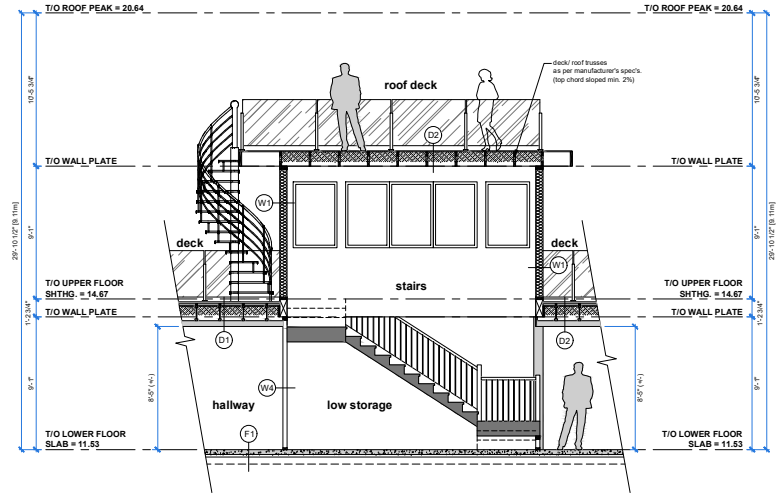 T/O ROOF PEAK = 20.64
T/O ROOF PEAK = 20.64
deck/ roof trusses
as per manufacturer's spec's.
(top chord sloped min. 2%)
roof deck
10'-5 3/4"
10'-5 3/4"
D2
T/O WALL PLATE
T/O WALL PLATE
W1
29'-10 1/2" [9.11m]
29'-10 1/2" [9.11m]
9'-1"
9'-1"
deck
deck
W1
stairs
T/O UPPER FLOOR
SHTHG. = 14.67
T/O UPPER FLOOR
SHTHG. = 14.67
T/O WALL PLATE
T/O WALL PLATE
1'-2 3/4"
1'-2 3/4"
D1
D2
8'-5" (+/-)
8'-5" (+/-)
9'-1"
9'-1"
W4
hallway
low storage
F1
T/O LOWER FLOOR
SLAB = 11.53
T/O LOWER FLOOR
SLAB = 11.53